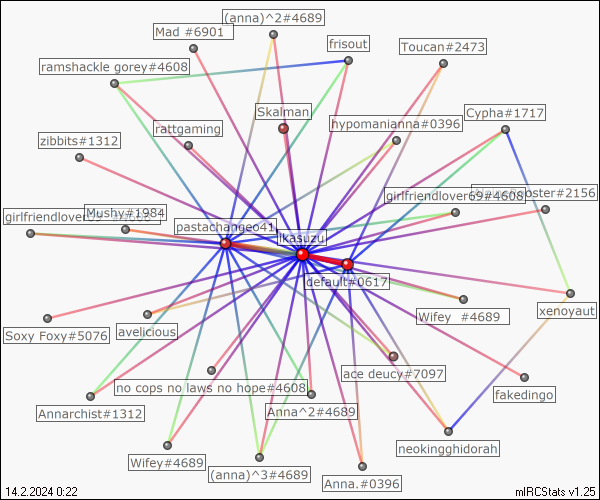 (anna)^2#4689
Mad #6901
frisout
Toucan#2473
ramshackle gorey#4608
Skalman
Cypha#1717
rattgaming
hypomanianna#0396
zibbits#1312
girlfriendlover69#4608
#2156
girlfriendlover
Mushy#1984
pastachangeo41
ikasuzu
default#0617
xenoyaut
Wifey #4689
Soxy Foxy#5076
avelicious
ace deucy#7097
no cops no laws no hope#4608
fakedingo
Annarchist#1312
Anna^2#4689
neokingghidorah
Wifey#4689
(anna)^3#4689
Anna.#0396
14.2.2024 0:22
mIRCStats v1.25